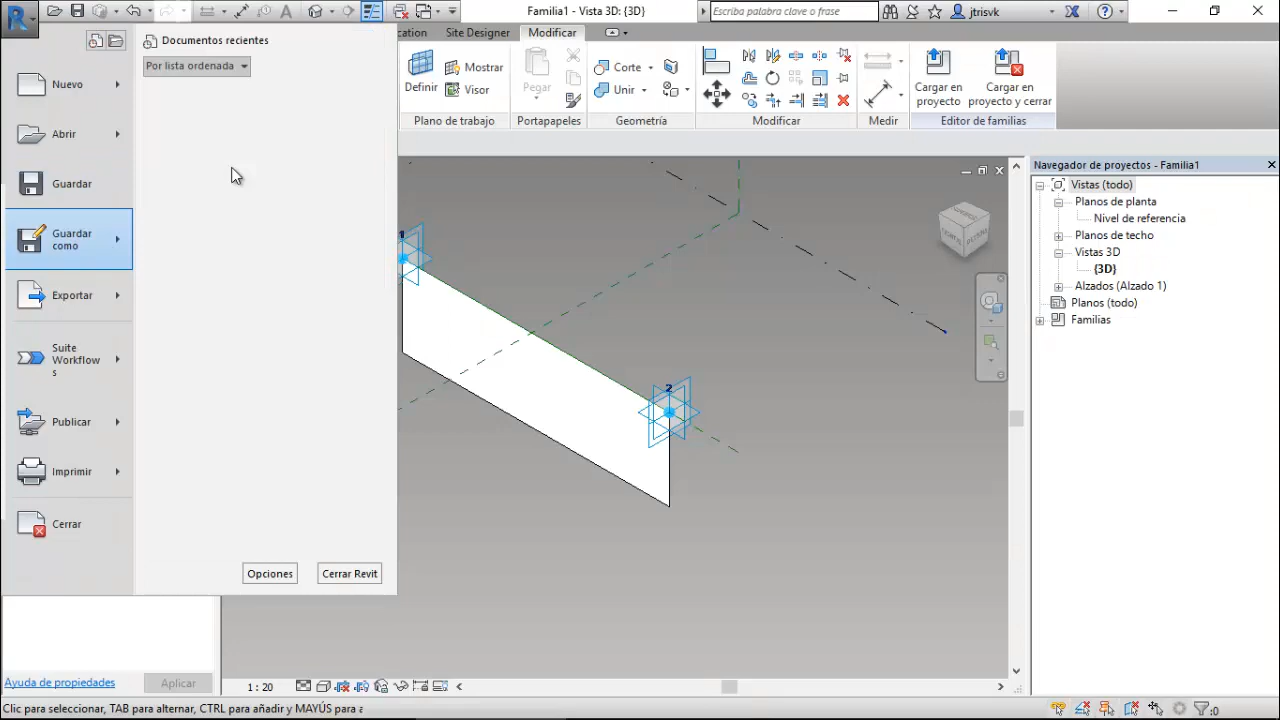 Familia1 - Vista 3D: {3D}
Escriba palabra clave o frase
jtrisvk
Documentos recientes
Por lista ordenada
Nuevo
Abrir
Guardar
Guardar
como
Exportar
Suite
Workflow
s
Publicar
Imprimir
Cerrar
Opciones
Cerrar Revit
cation
Site Designer
Modificar
Definir
Mostrar
Visor
Plano de trabajo
Pegar
Portapapeles
Corte
Unir
Geometría
Modificar
Medir
Cargar en
proyecto
Cargar en
proyecto y cerrar
Editor de familias
1
2
Navegador de proyectos - Familia1
Vistas (todo)
Planos de planta
Nivel de referencia
Planos de techo
Vistas 3D
{3D}
Alzados (Alzado 1)
Planos (todo)
Familias
Ayuda de propiedades
Aplicar
1 : 20
Clic para seleccionar, TAB para alternar, CTRL para añadir y MAYÚS para a
:0